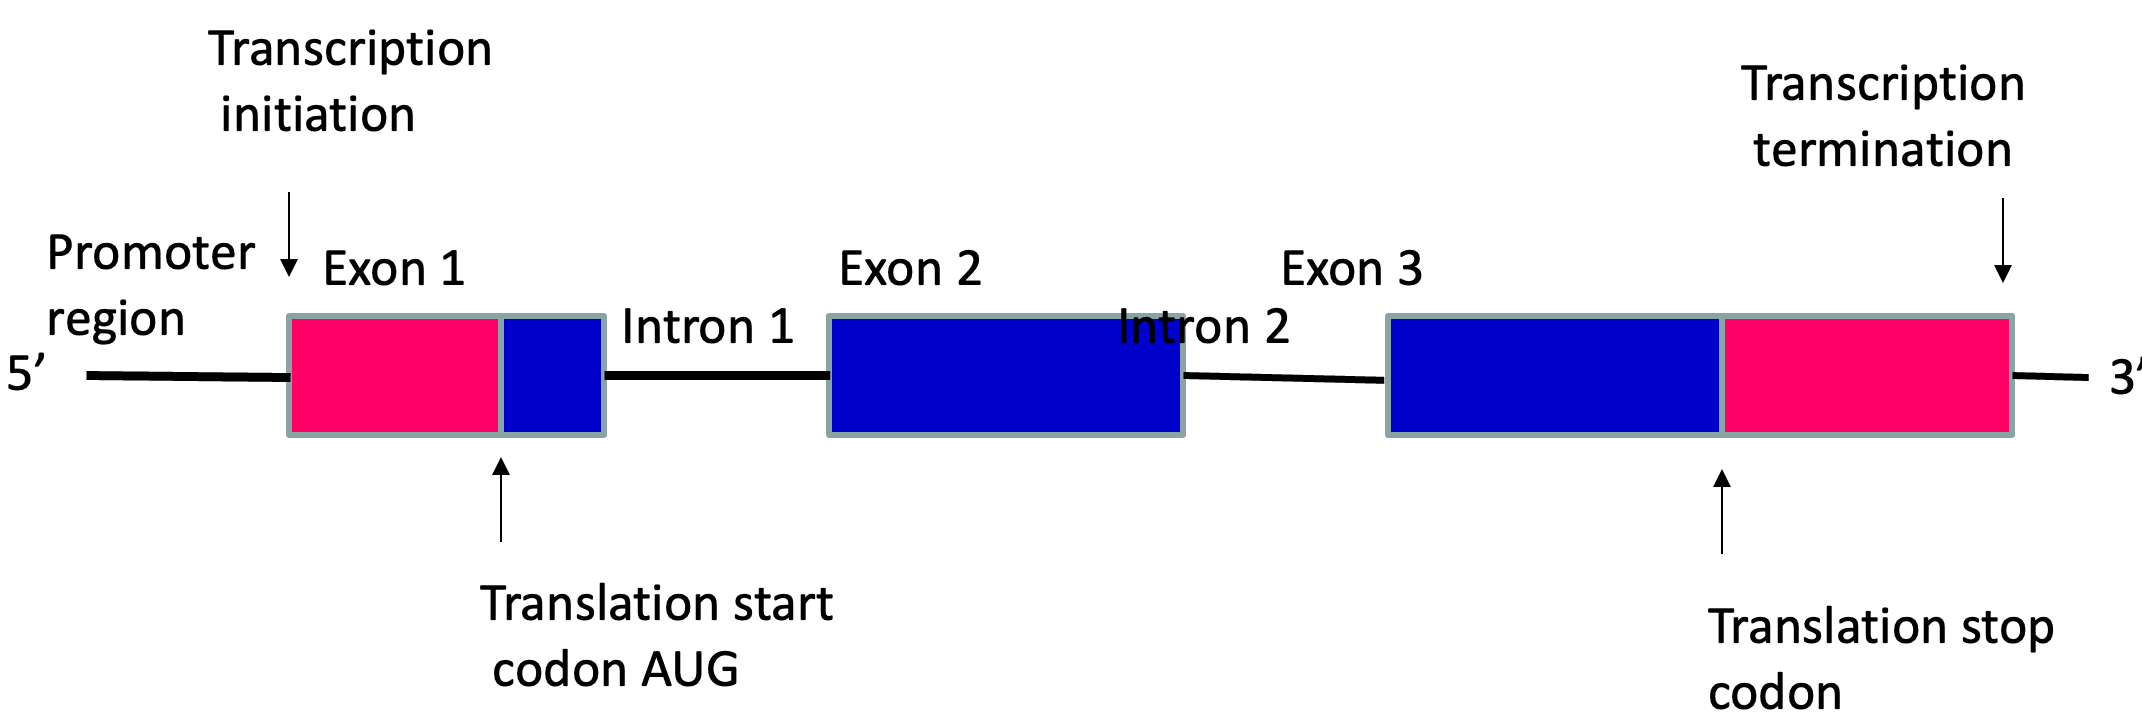 Transcription
initiation
Transcription
termination
Promoter
region
Exon 1
Exon 2
Exon 3
Intron 1
Intron 2
5’
3’
Translation start
codon AUG
Translation stop
codon